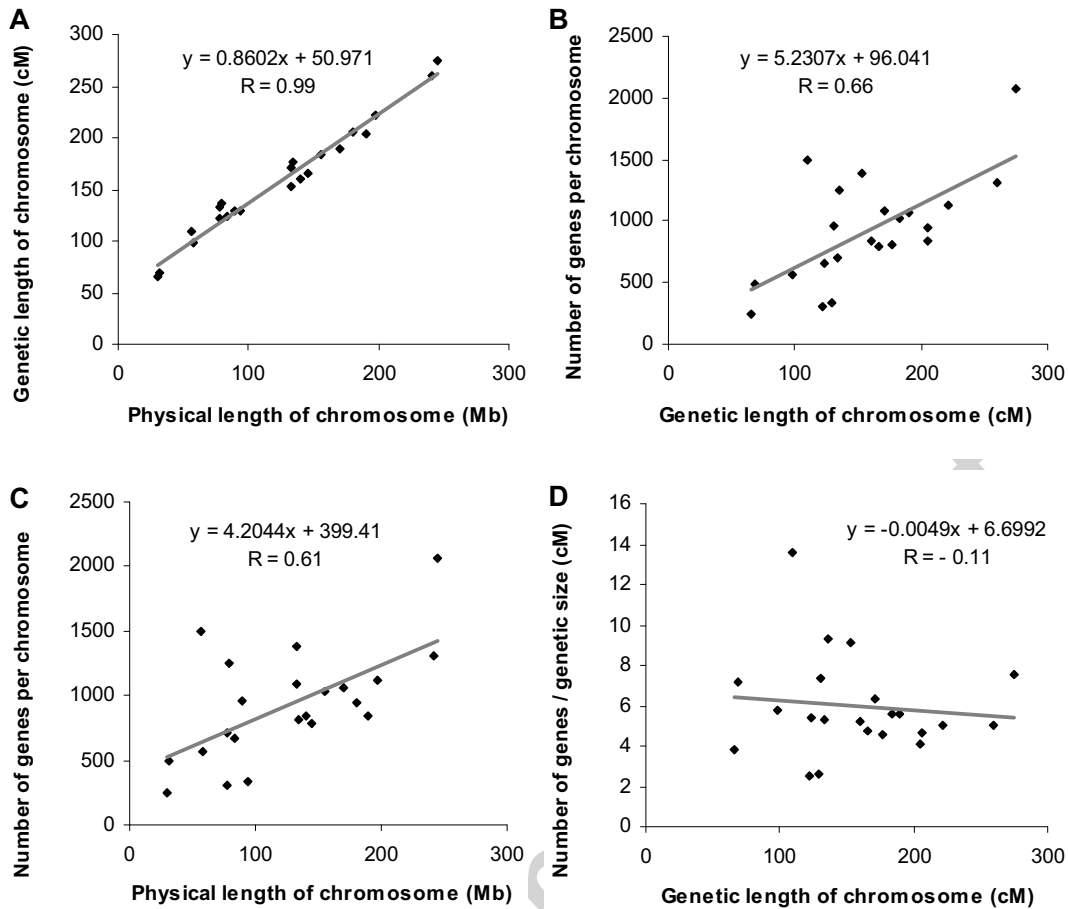 A
y = 0.8602x + 50.971
R = 0.99
Genetic length of chromosome (cM)
300
250
200
150
100
50
0
0 100 200 300
Physical length of chromosome (Mb)
B
y = 5.2307x + 96.041
R = 0.66
Number of genes per chromosome
2500
2000
1500
1000
500
0
0 100 200 300
Genetic length of chromosome (cM)
C
y = 4.2044x + 399.41
R = 0.61
Number of genes per chromosome
2500
2000
1500
1000
500
0
0 100 200 300
Physical length of chromosome (Mb)
D
y = -0.0049x + 6.6992
R = - 0.11
Number of genes / genetic size (cM)
16
14
12
10
8
6
4
2
0
0 100 200 300
Genetic length of chromosome (cM)